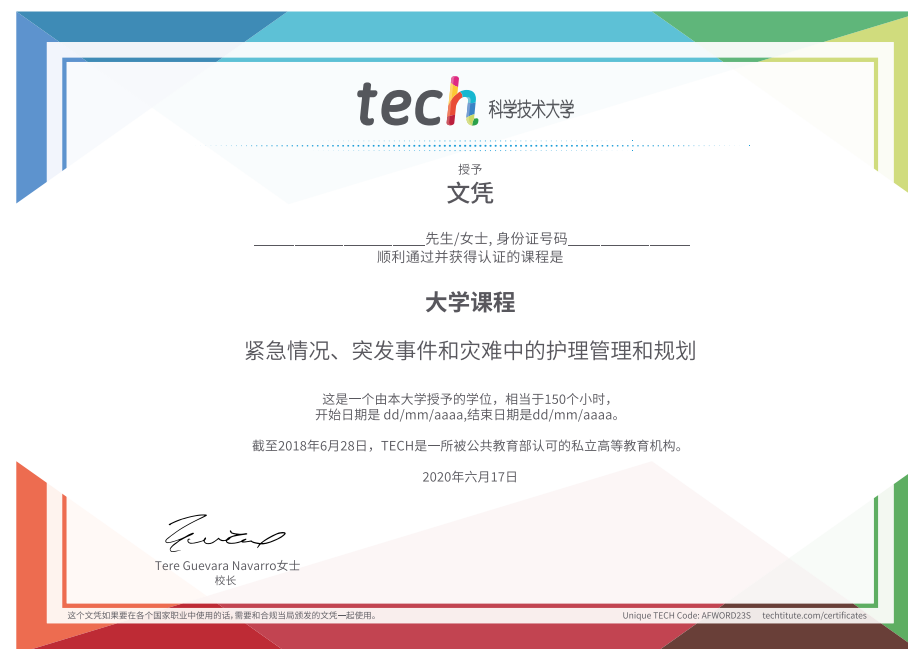 tech 科学技术大学
授予
文凭
先生/女士, 身份证号码
顺利通过并获得认证的课程是
大学课程
紧急情况、突发事件和灾难中的护理管理和规划
这是一个由本大学授予的学位，相当于150个小时，
开始日期是 dd/mm/aaaa,结束日期是dd/mm/aaaa。
截至2018年6月28日，TECH是一所被公共教育部认可的私立高等教育机构。
2020年六月17日
Tere Guevara Navarro女士
校长
这个文凭如果要在各个国家职业中使用的话,需要和合规当局颁发的文凭一起使用。
Unique TECH Code: AFWORD23S techtitute.com/certificates